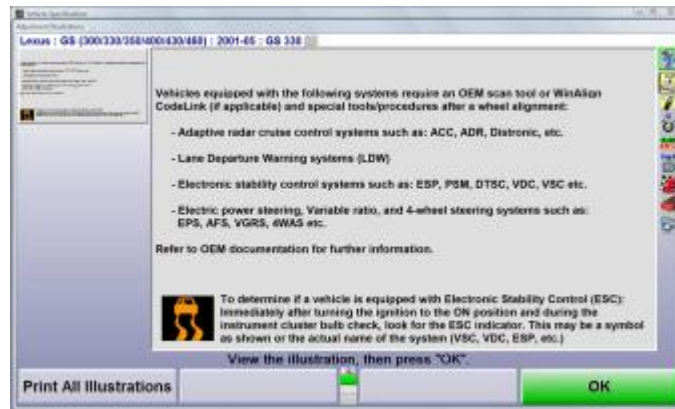 Vehicle Specifications
Adjustment Illustrations
Lexus : GS (300/330/350/400/430/460) : 2001-05 : GS 330
Vehicles equipped with the following systems require an OEM scan tool or WinAlign
CodeLink (if applicable) and special tools/procedures after a wheel alignment:
- Adaptive radar cruise control systems such as: ACC, ADR, Distronic, etc.
- Lane Departure Warning systems (LDW)
- Electronic stability control systems such as: ESP, PSM, DTSC, VDC, VSC etc.
- Electric power steering, Variable ratio, and 4-wheel steering systems such as:
EPS, AFS, VGRS, 4WAS etc.
Refer to OEM documentation for further information.
To determine if a vehicle is equipped with Electronic Stability Control (ESC):
Immediately after turning the ignition to the ON position and during the
instrument cluster bulb check, look for the ESC indicator. This may be a symbol
as shown or the actual name of the system (VSC, VDC, ESP, etc.)
View the illustration, then press "OK".
Print All Illustrations
OK